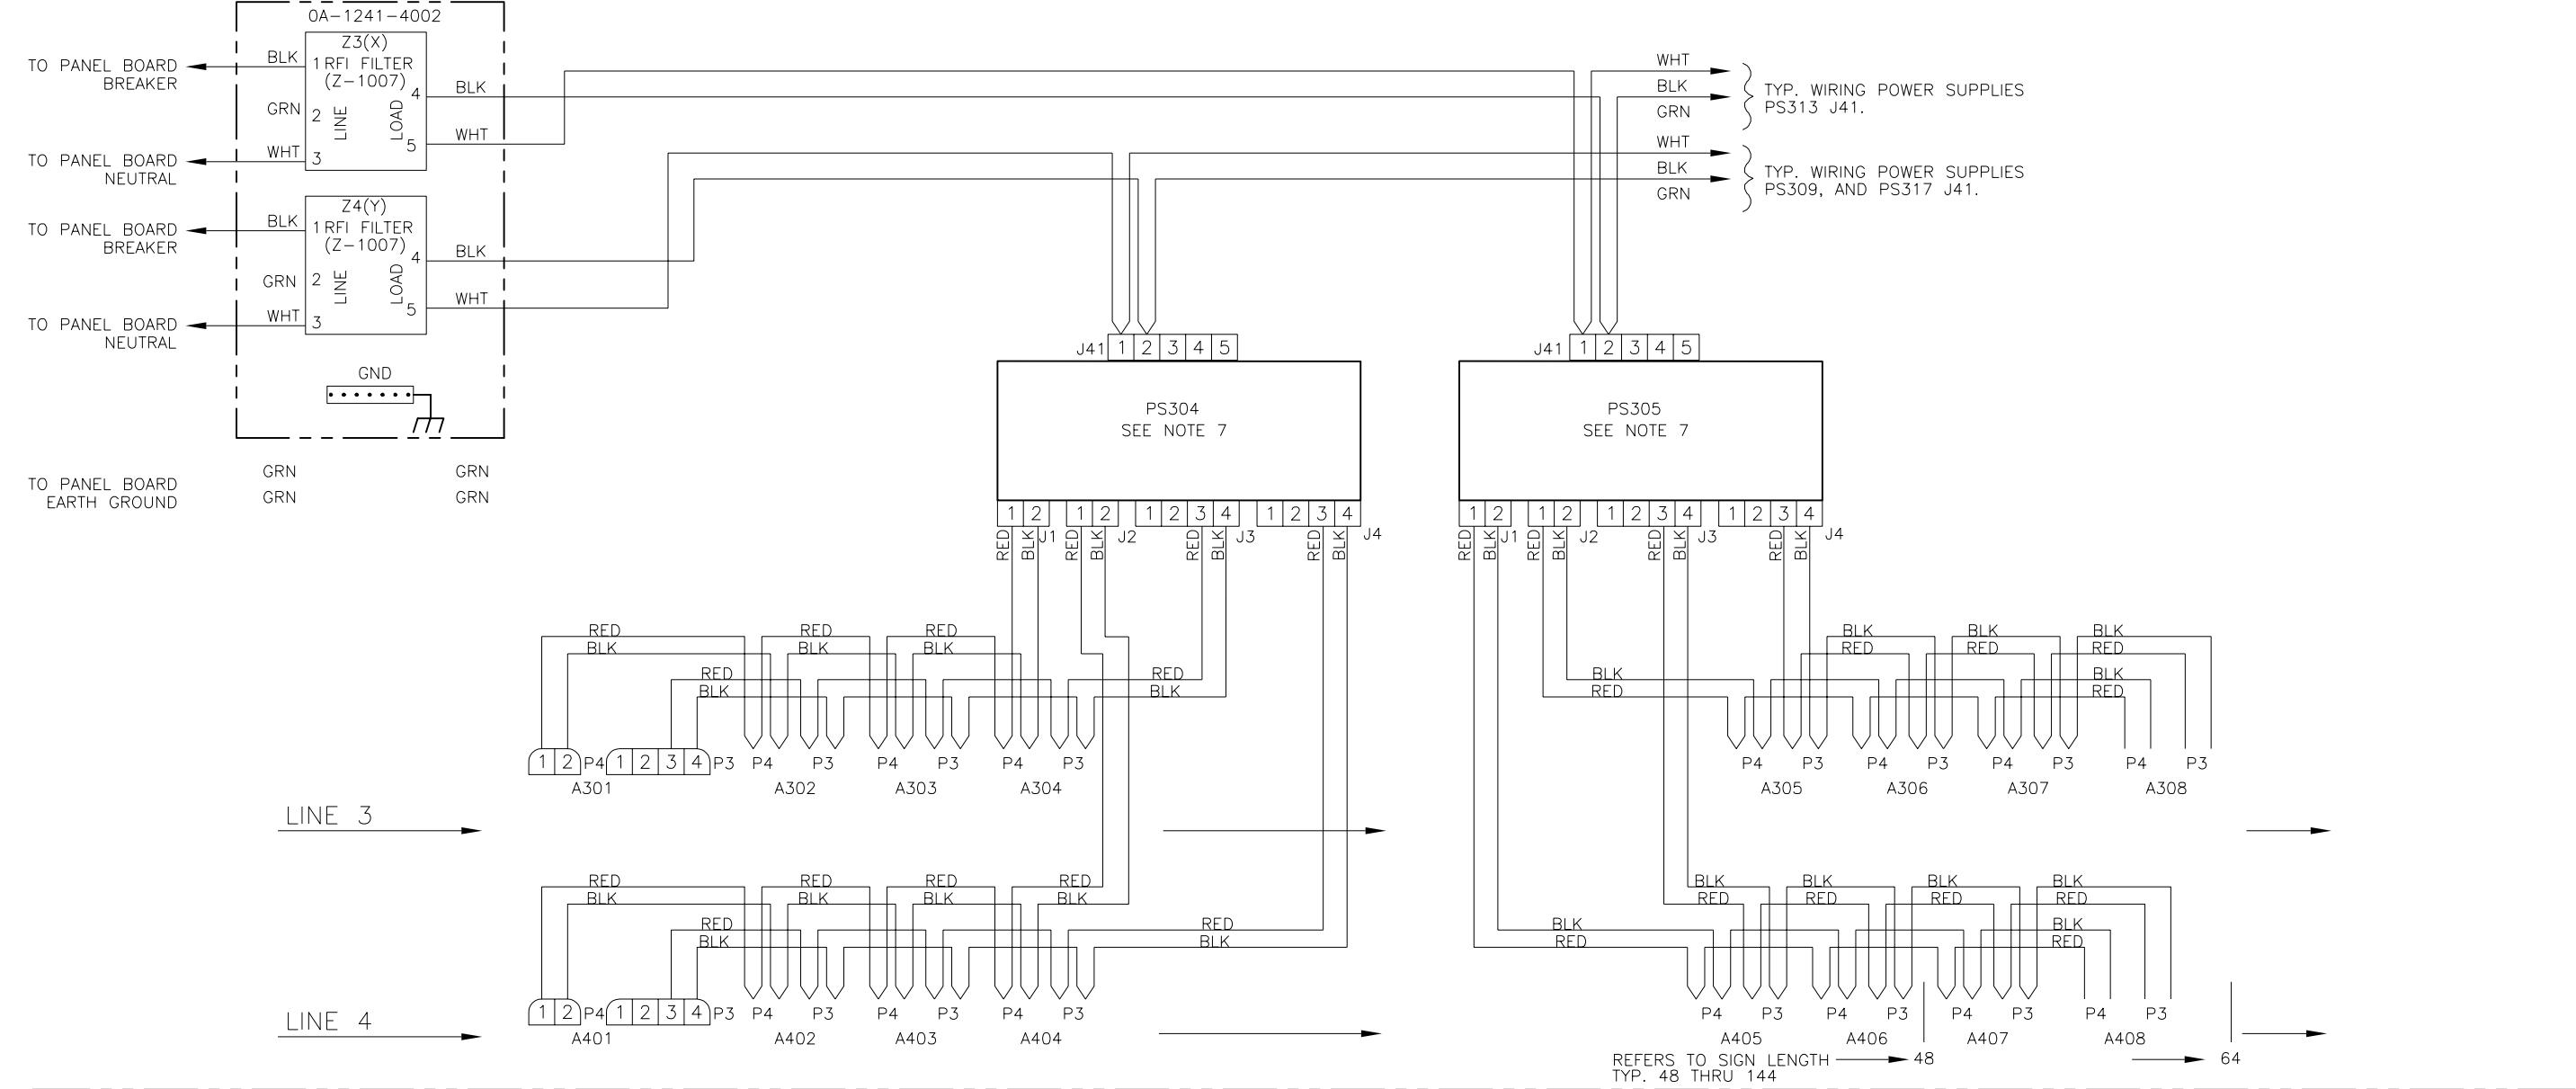 0A-1241-4002
Z3(X)
1 RFI FILTER
(Z-1007)
2
3
LINE
LOAD
4
5
BLK
GRN
WHT
BLK
WHT
TO PANEL BOARD
BREAKER
TO PANEL BOARD
NEUTRAL
Z4(Y)
1 RFI FILTER
(Z-1007)
2
3
LINE
LOAD
4
5
BLK
GRN
WHT
BLK
WHT
TO PANEL BOARD
BREAKER
TO PANEL BOARD
NEUTRAL
GND
TO PANEL BOARD
EARTH GROUND
GRN
GRN
GRN
GRN
WHT
BLK
GRN
TYP. WIRING POWER SUPPLIES
PS313 J41.
WHT
BLK
GRN
TYP. WIRING POWER SUPPLIES
PS309, AND PS317 J41.
J41 1 2 3 4 5
PS304
SEE NOTE 7
1 2 1 2 1 2 3 4 1 2 3 4
RED BLK J1 RED BLK J2 RED BLK J3 RED BLK J4
J41 1 2 3 4 5
PS305
SEE NOTE 7
1 2 1 2 1 2 3 4 1 2 3 4
RED BLK J1 RED BLK J2 RED BLK J3 RED BLK J4
RED RED RED
BLK BLK BLK
RED RED
BLK BLK
1 2 P4 1 2 3 4 P3 P4 P3 P4 P3 P4 P3
A301 A302 A303 A304
BLK BLK BLK
RED RED RED
BLK BLK
RED RED
P4 P3 P4 P3 P4 P3 P4 P3
A305 A306 A307 A308
LINE 3
RED RED RED RED
BLK BLK BLK BLK
RED RED
BLK BLK
1 2 P4 1 2 3 4 P3 P4 P3 P4 P3 P4 P3
A401 A402 A403 A404
BLK BLK BLK BLK
RED RED RED RED
BLK BLK
RED RED
P4 P3 P4 P3 P4 P3 P4 P3
A405 A406 A407 A408
LINE 4
REFERS TO SIGN LENGTH 48 64
TYP. 48 THRU 144